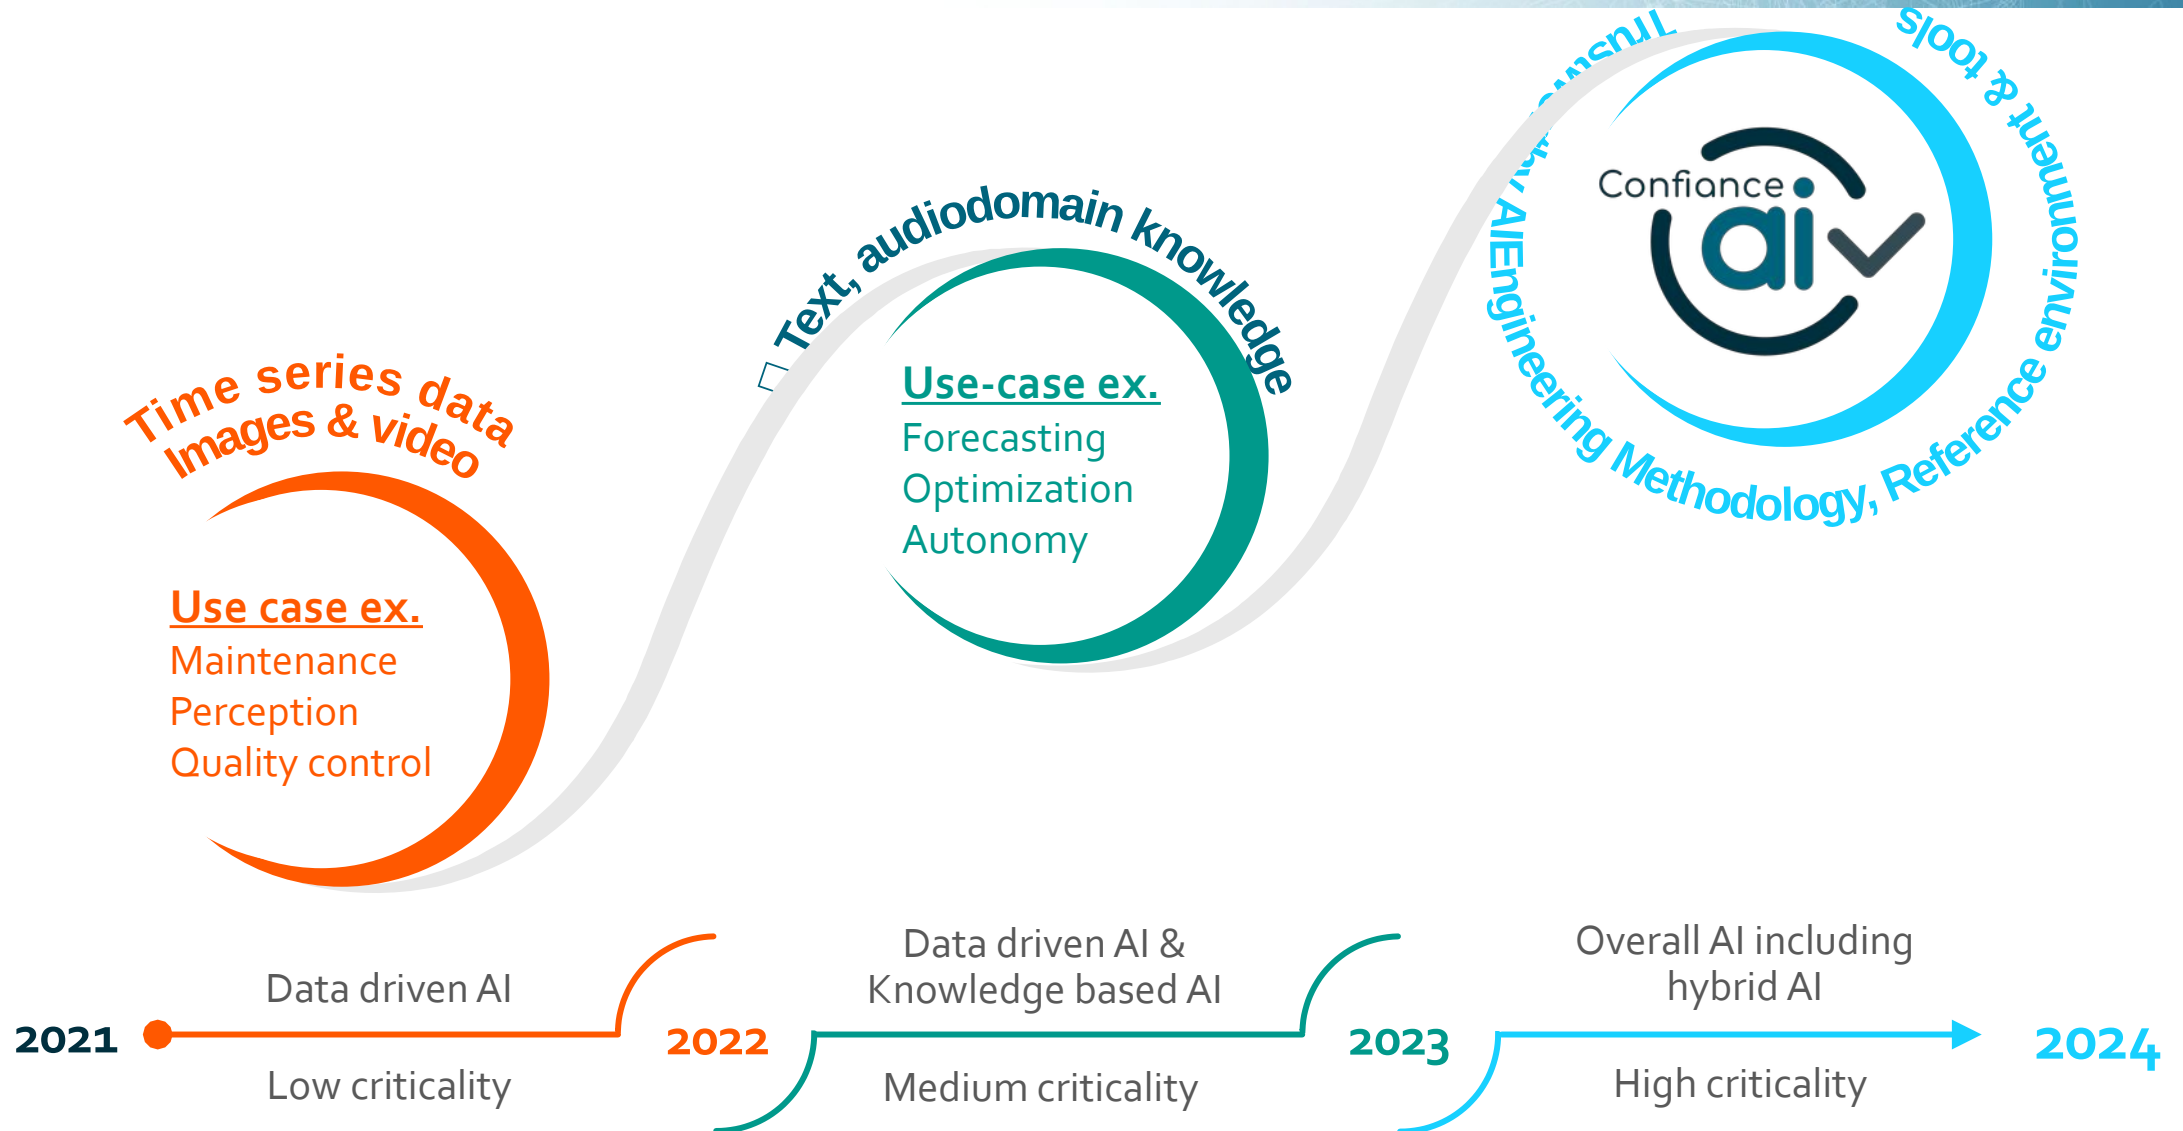 Time series data
Images & video
Use case ex.
Maintenance
Perception
Quality control
Text, audiodomain knowledge
Use-case ex.
Forecasting
Optimization
Autonomy
AIEngineering Methodology, Reference environment & tools
Confiance
ai
Data driven AI
Data driven AI &
Knowledge based AI
Overall AI including
hybrid AI
2021
2022
2023
2024
Low criticality
Medium criticality
High criticality